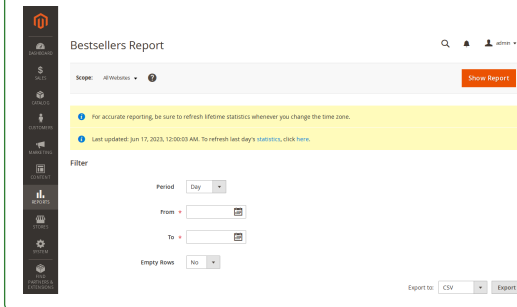 DASHBOARD
SALES
CATALOG
CUSTOMERS
MARKETING
CONTENT
REPORTS
STORES
SYSTEM
FIND PARTNERS & EXTENSIONS
Bestsellers Report
admin
Scope: All Websites
?
Show Report
For accurate reporting, be sure to refresh lifetime statistics whenever you change the time zone.
Last updated: Jun 17, 2023, 12:00:03 AM. To refresh last day's statistics, click here.
Filter
Period Day
From *
To *
Empty Rows No
Export to: CSV Export